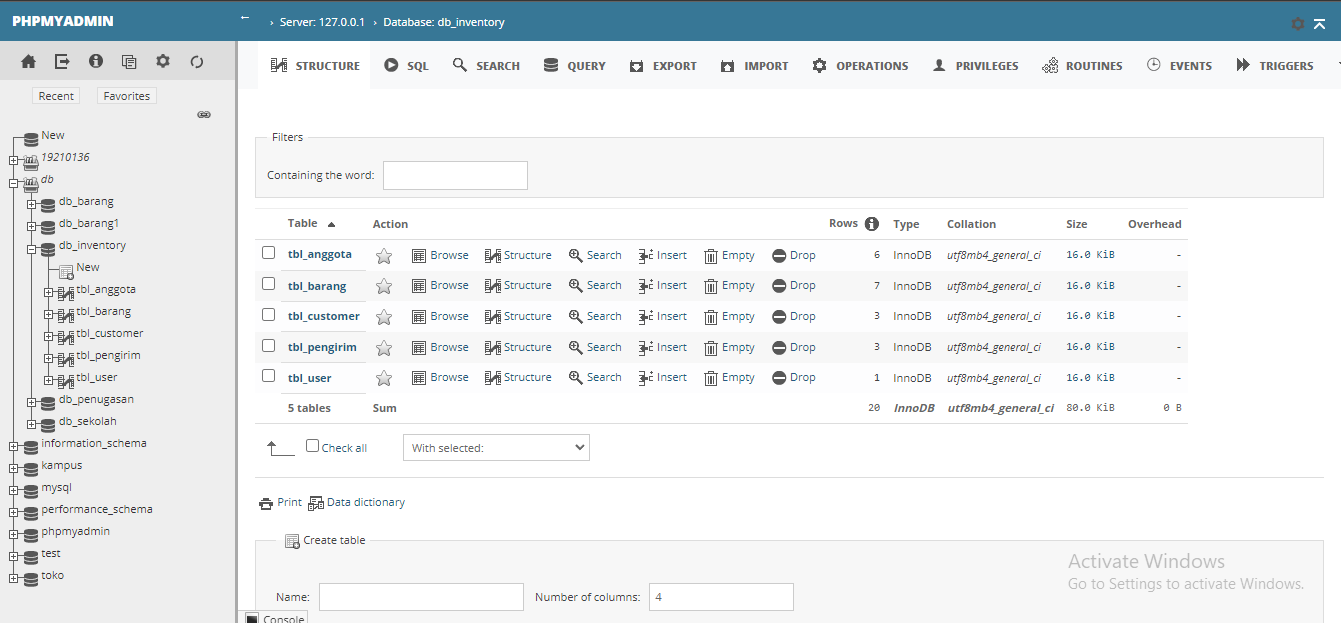 PHPMYADMIN
← › Server: 127.0.0.1 › Database: db_inventory
Recent Favorites
New
19210136
db
db_barang
db_barang1
db_inventory
New
tbl_anggota
tbl_barang
tbl_customer
tbl_pengirim
tbl_user
db_penugasan
db_sekolah
information_schema
kampus
mysql
performance_schema
phpmyadmin
test
toko
STRUCTURE SQL SEARCH QUERY EXPORT IMPORT OPERATIONS PRIVILEGES ROUTINES EVENTS TRIGGERS
Filters
Containing the word:
Table Action Rows Type Collation Size Overhead
tbl_anggota Browse Structure Search Insert Empty Drop 6 InnoDB utf8mb4_general_ci 16.0 KiB -
tbl_barang Browse Structure Search Insert Empty Drop 7 InnoDB utf8mb4_general_ci 16.0 KiB -
tbl_customer Browse Structure Search Insert Empty Drop 3 InnoDB utf8mb4_general_ci 16.0 KiB -
tbl_pengirim Browse Structure Search Insert Empty Drop 3 InnoDB utf8mb4_general_ci 16.0 KiB -
tbl_user Browse Structure Search Insert Empty Drop 1 InnoDB utf8mb4_general_ci 16.0 KiB -
5 tables Sum 20 InnoDB utf8mb4_general_ci 80.0 KiB 0 B
Check all With selected:
Print Data dictionary
Create table
Name: Number of columns: 4
Console
Activate Windows
Go to Settings to activate Windows.